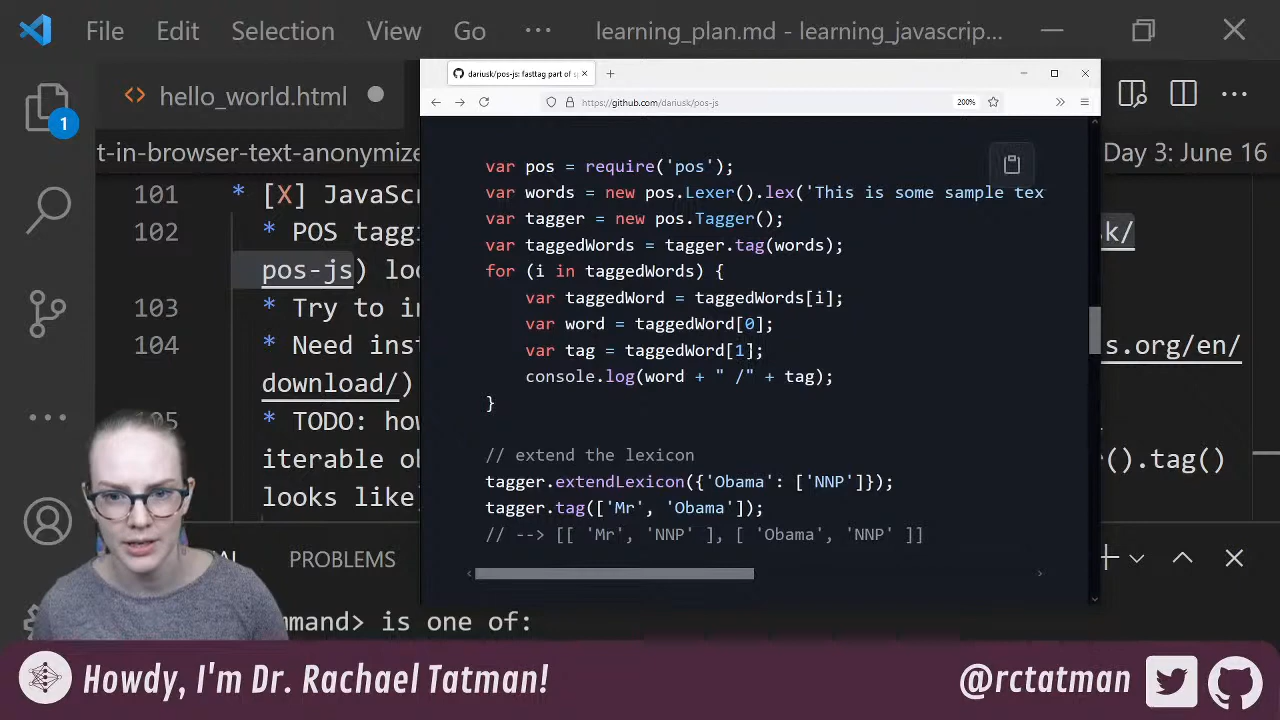 File Edit Selection View Go ··· learning_plan.md - learning_javascrip...
hello_world.html
t-in-browser-text-anonymize
Day 3: June 16
1
101 * [X] JavaSc
102 * POS taggi
sk/
pos-js) loo
103 * Try to in
104 * Need inst
s.org/en/
download/)
105 * TODO: how
iterable ob
r().tag()
looks like
PROBLEMS
mmand> is one of:
dariusk/pos-js: fasttag part of s
https://github.com/dariusk/pos-js
200%
var pos = require('pos');
var words = new pos.Lexer().lex('This is some sample tex
var tagger = new pos.Tagger();
var taggedWords = tagger.tag(words);
for (i in taggedWords) {
var taggedWord = taggedWords[i];
var word = taggedWord[0];
var tag = taggedWord[1];
console.log(word + " /" + tag);
}
// extend the lexicon
tagger.extendLexicon({'Obama': ['NNP']});
tagger.tag(['Mr', 'Obama']);
// --> [[ 'Mr', 'NNP' ], [ 'Obama', 'NNP' ]]
Howdy, I'm Dr. Rachael Tatman!
@rctatman